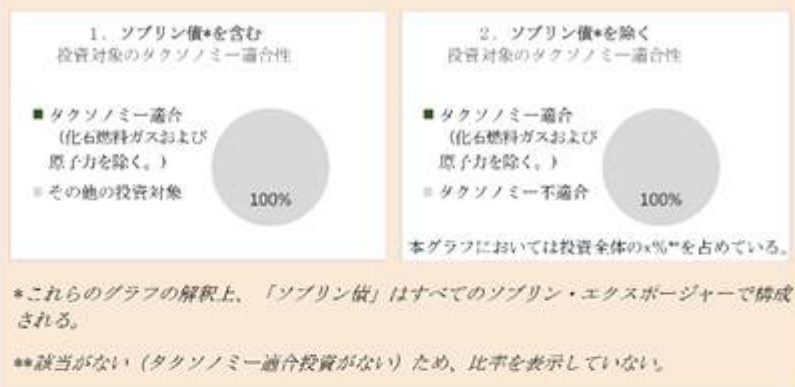 1. ソブリン債*を含む
投資対象のタクソノミー適合性
■ タクソノミー適合
（化石燃料ガスおよび
原子力を除く。）
■ その他の投資対象
100%
2. ソブリン債*を除く
投資対象のタクソノミー適合性
■ タクソノミー適合
（化石燃料ガスおよび
原子力を除く。）
■ タクソノミー不適合
100%
本グラフにおいては投資全体のx%**を占めている。
*これらのグラフの解釈上、「ソブリン債」はすべてのソブリン・エクスポージャーで構成
される。
**該当がない（タクソノミー適合投資がない）ため、比率を表示していない。